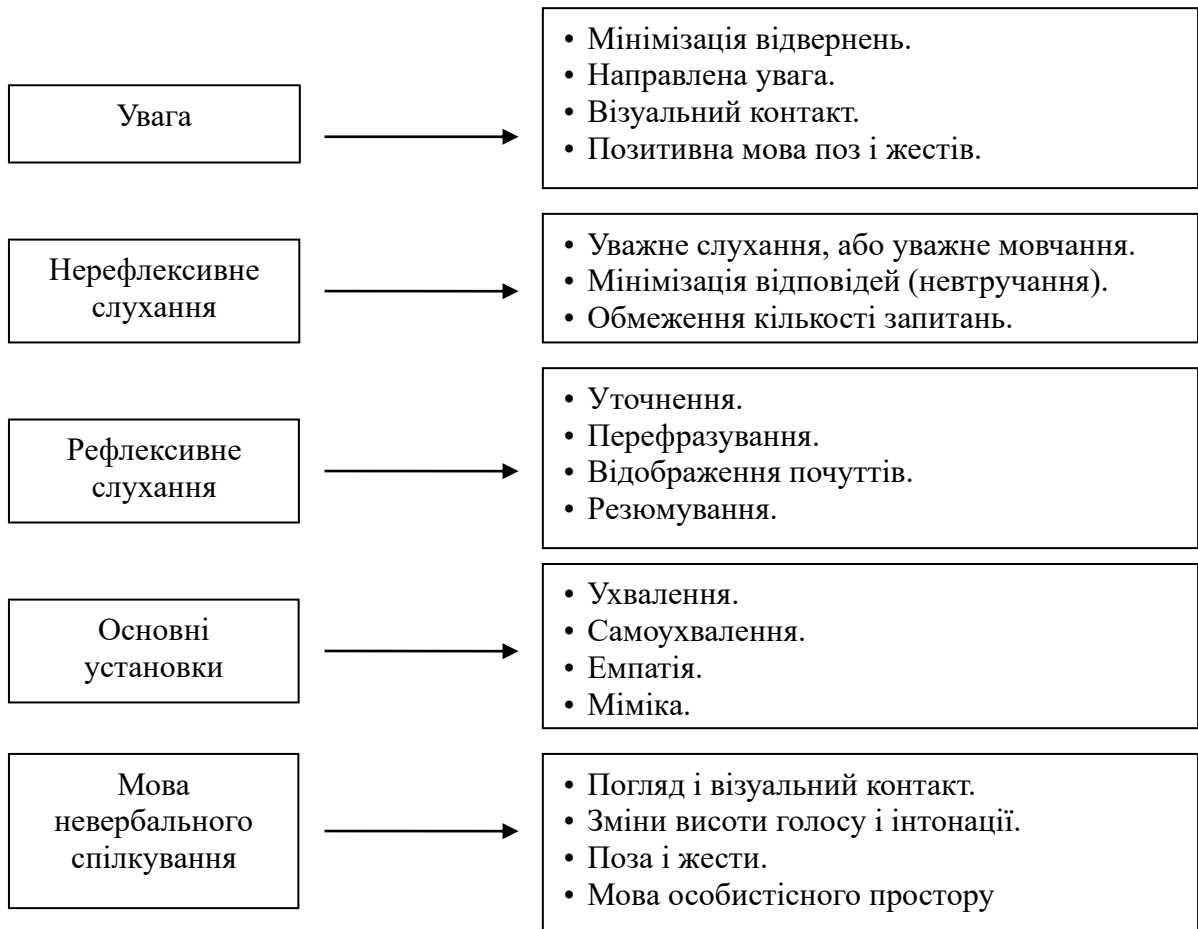 Увага
• Мінімізація відвернень.
• Направлена увага.
• Візуальний контакт.
• Позитивна мова поз і жестів.
Нерефлексивне
слухання
• Уважне слухання, або уважне мовчання.
• Мінімізація відповідей (невтручання).
• Обмеження кількості запитань.
Рефлексивне
слухання
• Уточнення.
• Перефразування.
• Відображення почуттів.
• Резюмування.
Основні
установки
• Ухвалення.
• Самоухвалення.
• Емпатія.
• Міміка.
Мова
невербального
спілкування
• Погляд і візуальний контакт.
• Зміни висоти голосу і інтонації.
• Поза і жести.
• Мова особистісного простору